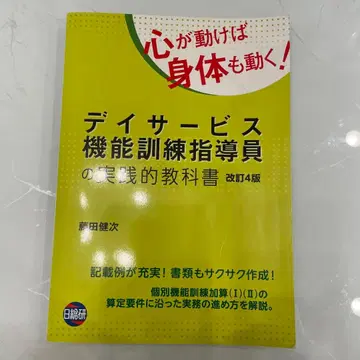 心が動けば
身体も動く!
デイサービス
機能訓練指導員
の実践的教科書 改訂4版
藤田健次
記載例が充実!書類もサクサク作成!
個別機能訓練加算(Ⅰ)(Ⅱ)の
算定要件に沿った実務の進め方を解説。
日総研